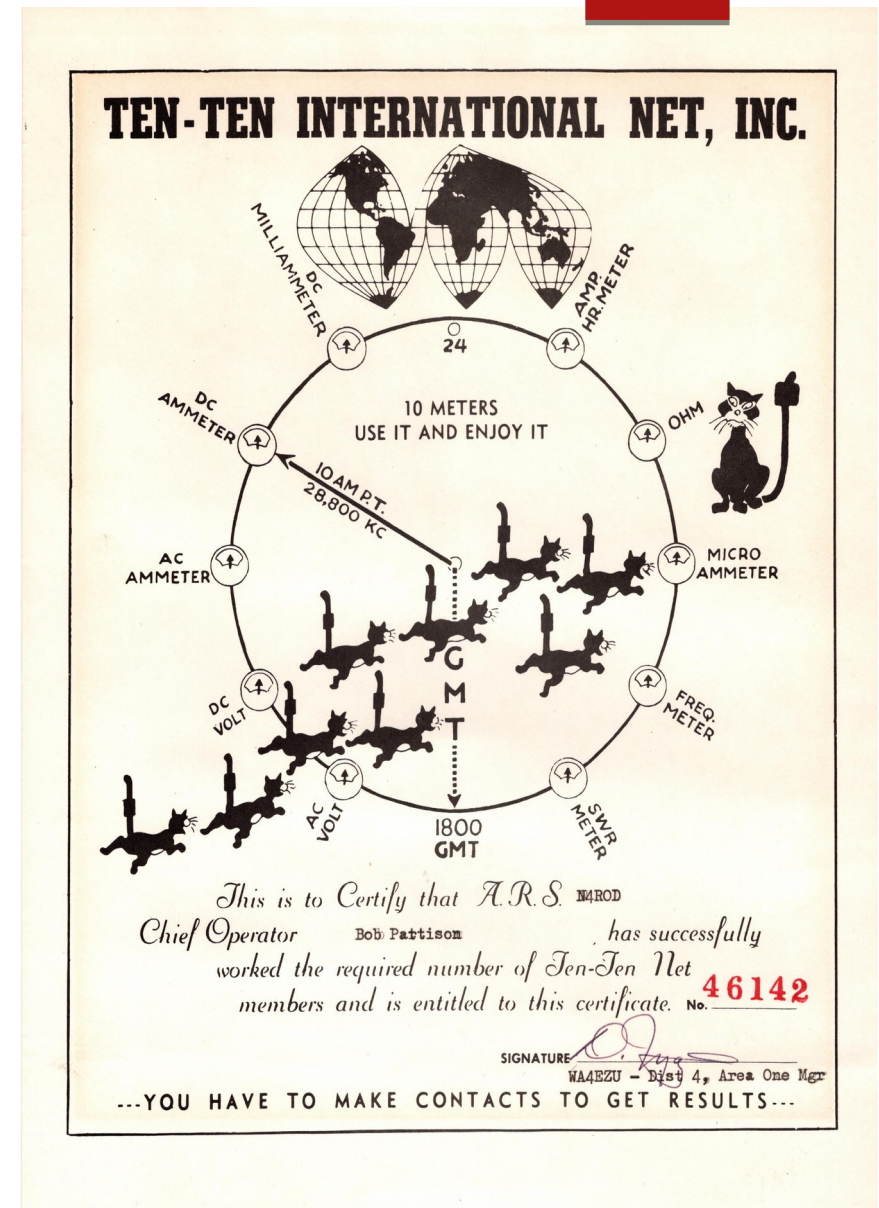 TEN-TEN INTERNATIONAL NET, INC.
DC
MILLIAMMETER
AMP.
HR. METER
24
DC
AMMETER
10 METERS
USE IT AND ENJOY IT
OHM
10 AM P.T.
28,800 KC
AC
AMMETER
MICRO
AMMETER
GMT
DC
VOLT
FREQ.
METER
AC
VOLT
SWR
METER
1800
GMT
This is to Certify that A.R.S. N4ROD
Chief Operator Bob Pattison , has successfully
worked the required number of Ten-Ten Net
members and is entitled to this certificate. No. 46142
SIGNATURE
WA4EZU - Dist 4, Area One Mgr
---YOU HAVE TO MAKE CONTACTS TO GET RESULTS---